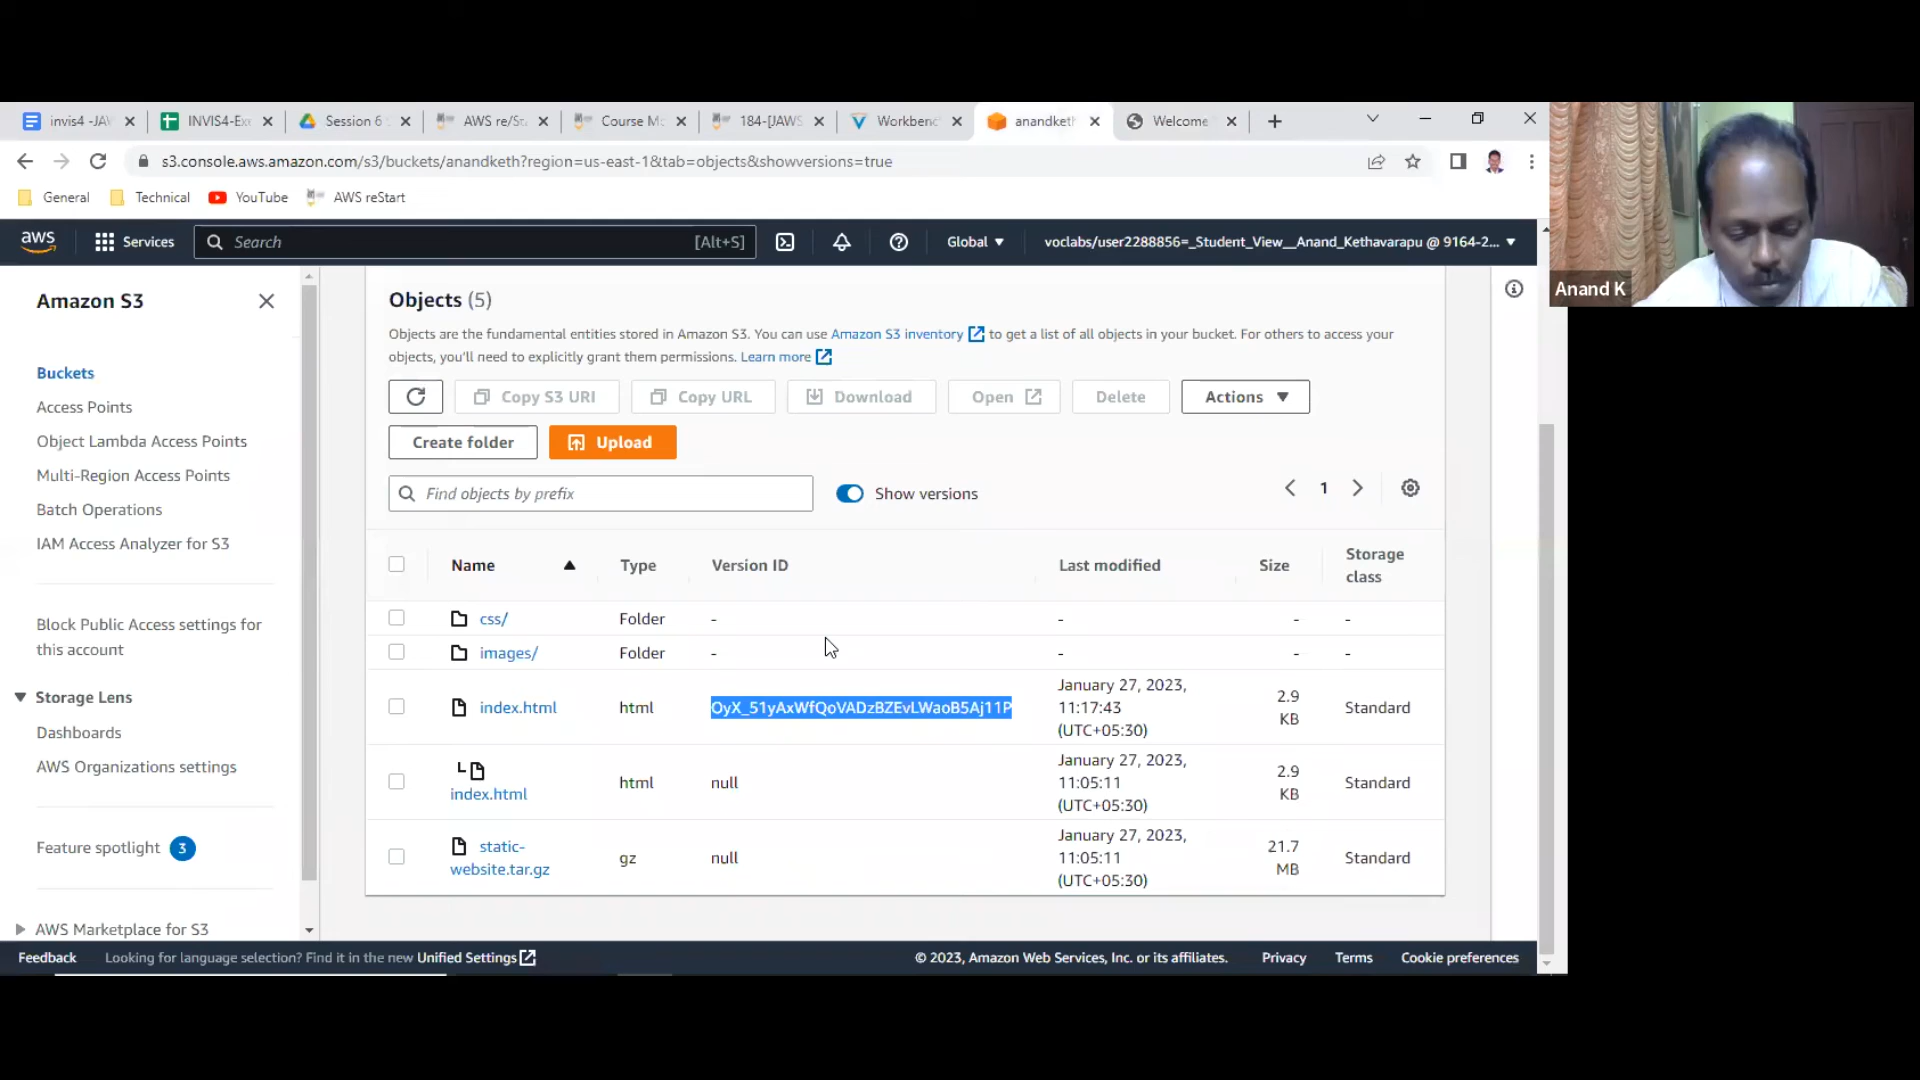 invis4 -JAV
INVIS4-Exe
Session 6
AWS re/St
Course Mo
184-[JAWS
Workbenc
anandketh
Welcome
s3.console.aws.amazon.com/s3/buckets/anandketh?region=us-east-1&tab=objects&showversions=true
General
Technical
YouTube
AWS reStart
aws
Services
Search
[Alt+S]
Global
voclabs/user2288856=_Student_View__Anand_Kethavarapu @ 9164-2...
Anand K
Amazon S3
Buckets
Access Points
Object Lambda Access Points
Multi-Region Access Points
Batch Operations
IAM Access Analyzer for S3
Block Public Access settings for
this account
Storage Lens
Dashboards
AWS Organizations settings
Feature spotlight 3
AWS Marketplace for S3
Objects (5)
Objects are the fundamental entities stored in Amazon S3. You can use Amazon S3 inventory to get a list of all objects in your bucket. For others to access your
objects, you'll need to explicitly grant them permissions. Learn more
Copy S3 URI
Copy URL
Download
Open
Delete
Actions
Create folder
Upload
Find objects by prefix
Show versions
1
Name
Type
Version ID
Last modified
Size
Storage
class
css/ Folder - - - -
images/ Folder - - - -
index.html html OyX_51yAxWfQoVADzBZEvLWaoB5Aj11P
January 27, 2023,
11:17:43
(UTC+05:30)
2.9
KB
Standard
index.html
html
null
January 27, 2023,
11:05:11
(UTC+05:30)
2.9
KB
Standard
static-
website.tar.gz
gz
null
January 27, 2023,
11:05:11
(UTC+05:30)
21.7
MB
Standard
Feedback
Looking for language selection? Find it in the new Unified Settings
© 2023, Amazon Web Services, Inc. or its affiliates.
Privacy
Terms
Cookie preferences